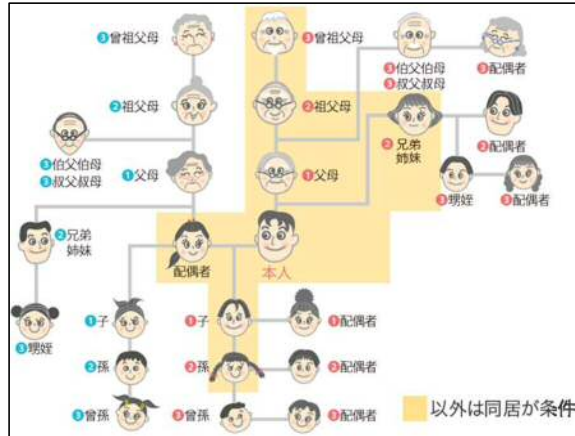 ❸曾祖父母
❸曾祖父母
❸伯父伯母
❸叔父叔母
❸配偶者
❷祖父母
❷祖父母
❸伯父伯母
❸叔父叔母
❷兄弟
姉妹
❷配偶者
❶父母
❶父母
❸甥姪
❸配偶者
❷兄弟
姉妹
配偶者
本人
❸甥姪
❶子
❶子
❶配偶者
❷孫
❷孫
❷配偶者
❸曾孫
❸曾孫
❸配偶者
以外は同居が条件